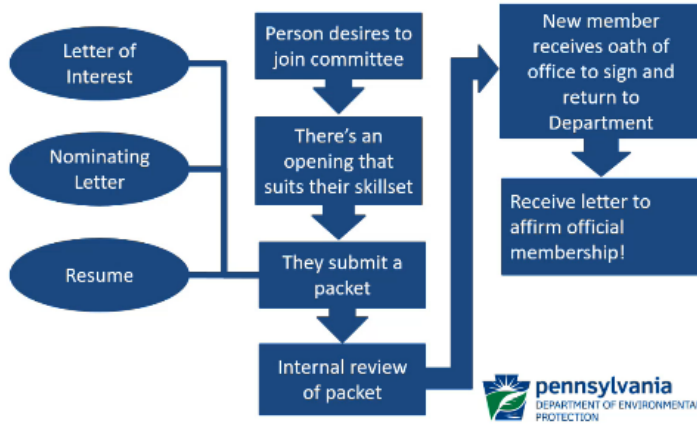 Letter of
Interest
Nominating
Letter
Resume
Person desires to
join committee
There's an
opening that
suits their skillset
They submit a
packet
Internal review
of packet
New member
receives oath of
office to sign and
return to
Department
Receive letter to
affirm official
membership!
pennsylvania
DEPARTMENT OF ENVIRONMENTAL
PROTECTION